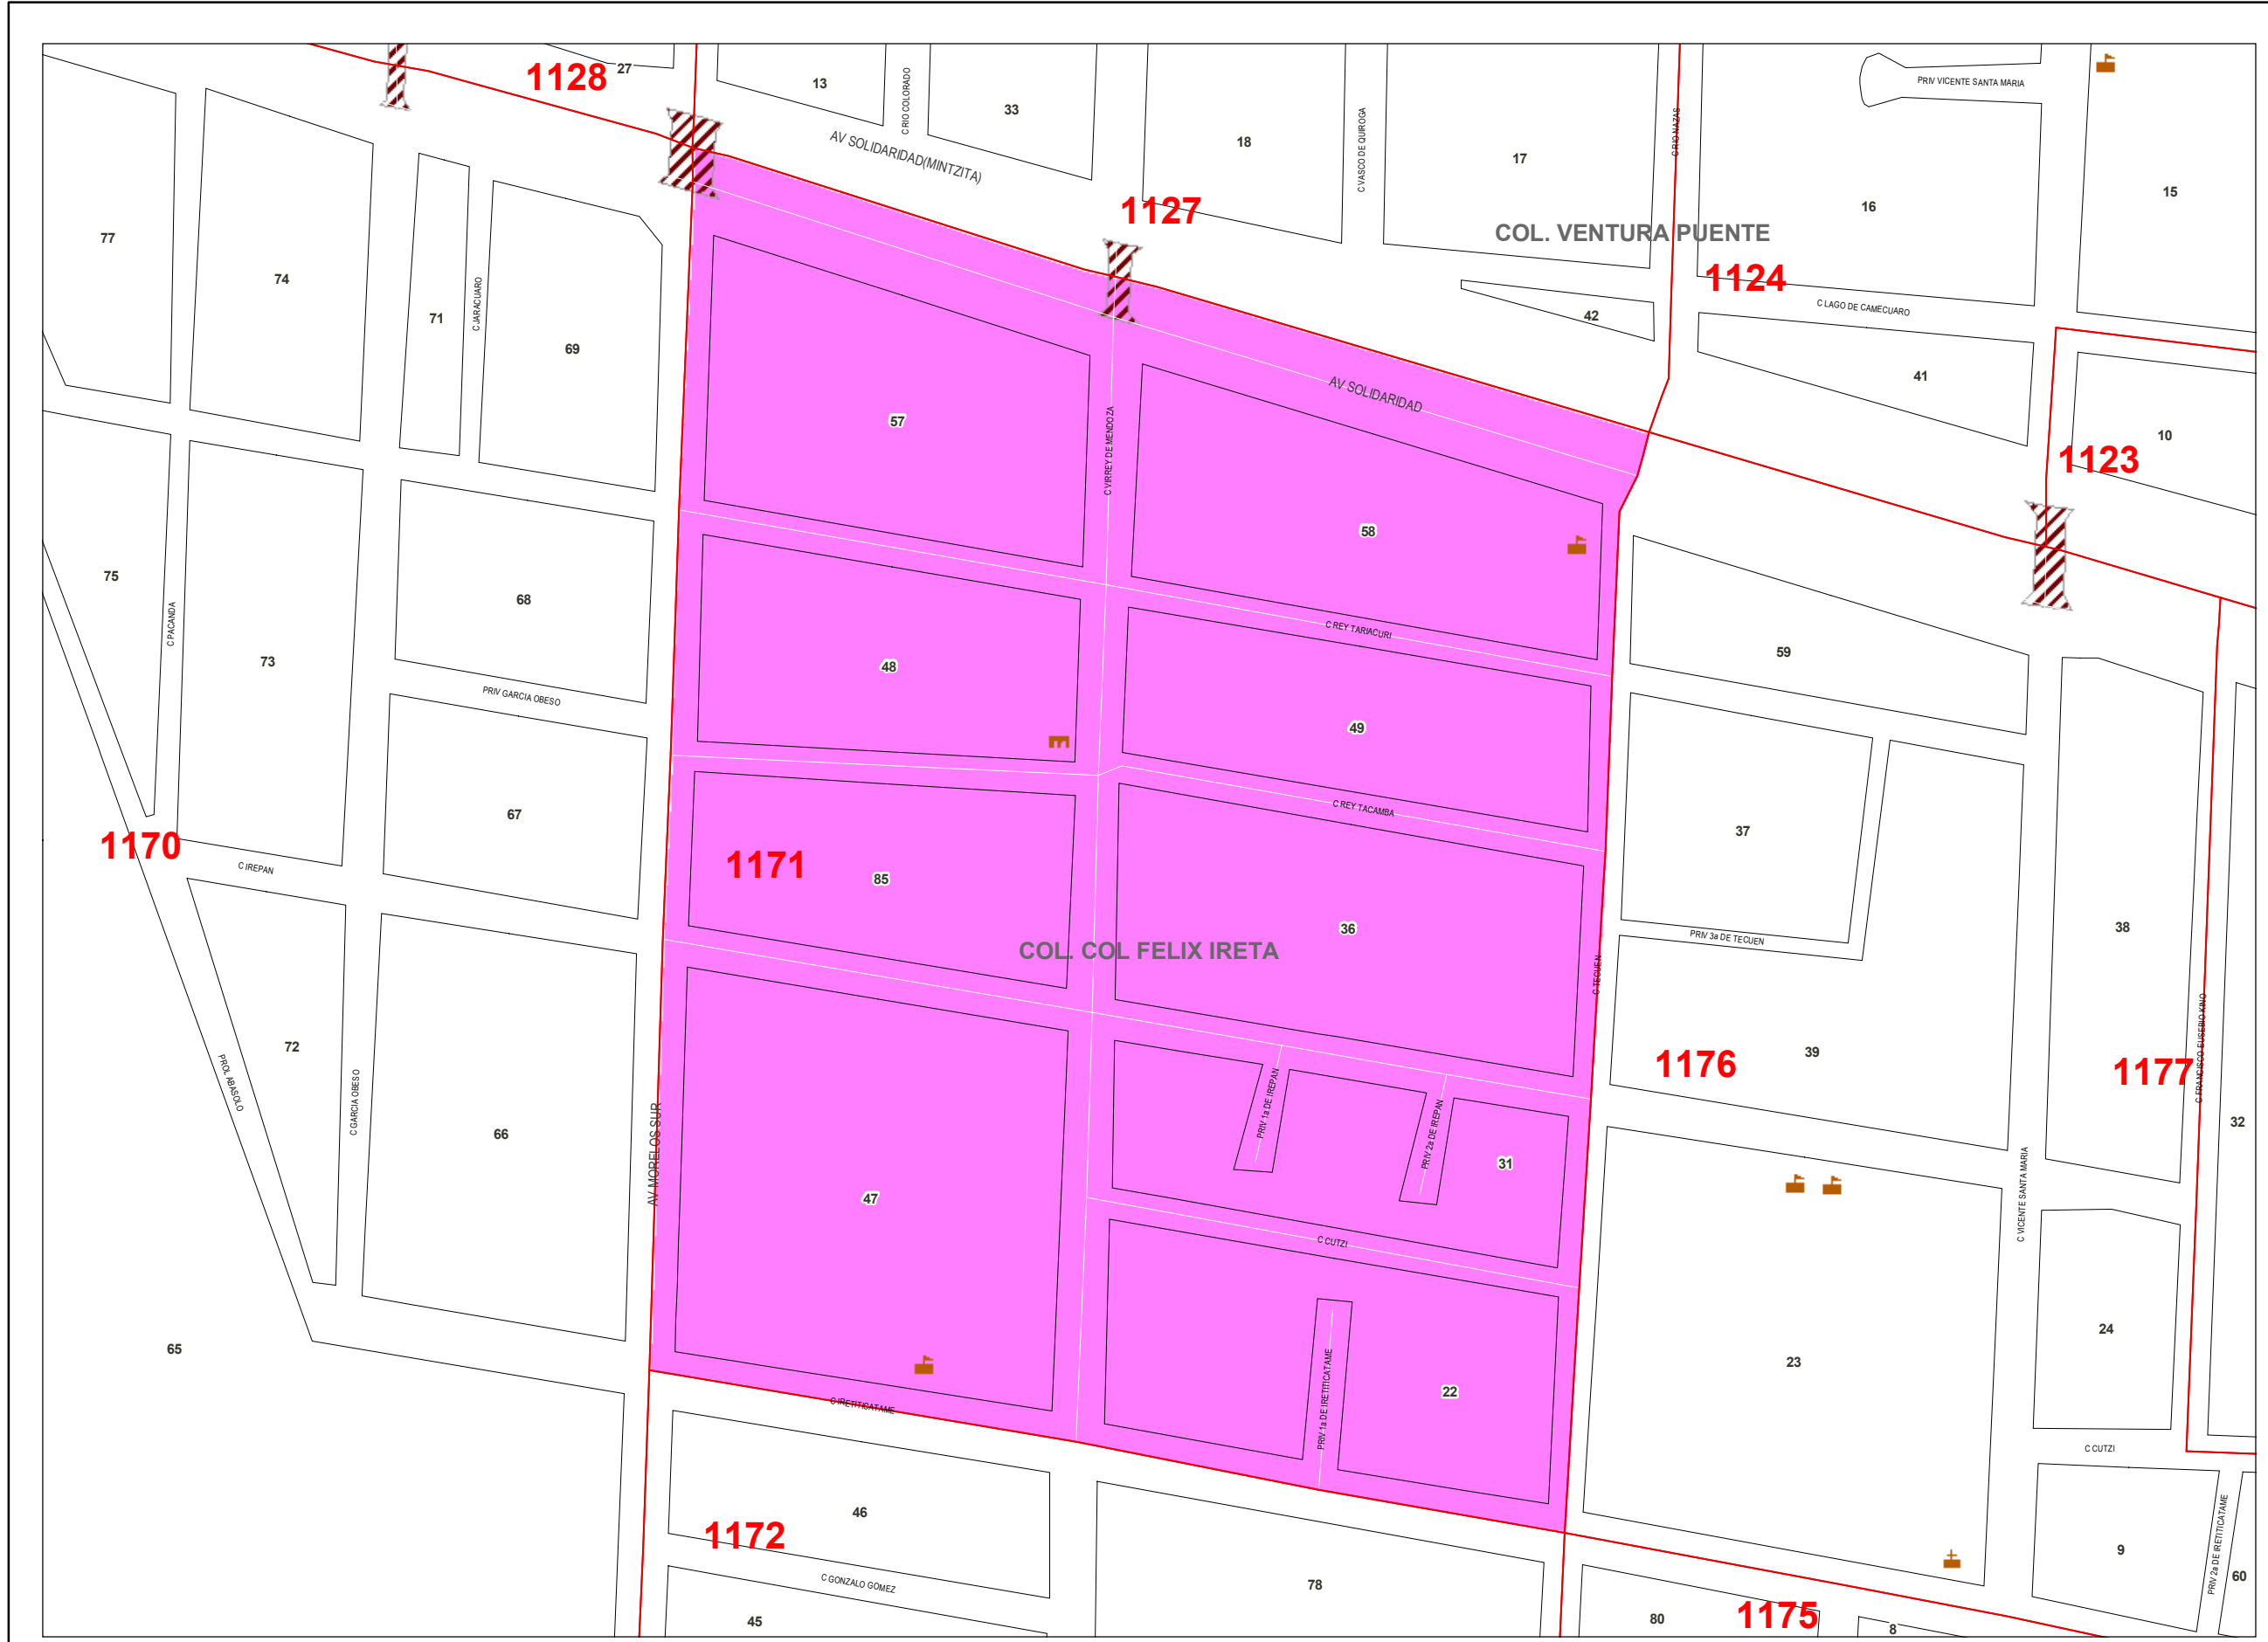 1128
27
13
C RIO COLORADO
33
18
C VASCO DE QUIROGA
17
C RIO NAZAS
PRIV VICENTE SANTA MARIA
16
15
AV SOLIDARIDAD(MINTZITA)
1127
COL. VENTURA PUENTE
1124
C LAGO DE CAMECUARO
42
41
10
1123
77
74
71
C JARACUARO
69
57
C VIRREY DE MENDOZA
AV SOLIDARIDAD
58
75
C PACANDA
73
68
48
C REY TARIACURI
49
59
PRIV GARCIA OBESO
67
C REY TACAMBA
37
1170
C IREPAN
1171
85
36
COL. COL FELIX IRETA
C TECUEN
PRIV 3a DE TECUEN
38
72
PROL ABASOLO
C GARCIA OBESO
66
AV MORELOS SUR
47
PRIV 1a DE IREPAN
PRIV 2a DE IREPAN
31
1176
39
1177
C FRANCISCO EUSEBIO KINO
32
C VICENTE SANTA MARIA
C CUTZI
65
C IRETITICATAME
PRIV 1a DE IRETITICATAME
22
23
24
C CUTZI
46
1172
C GONZALO GOMEZ
45
78
80
1175
8
9
PRIV 2a DE IRETITICATAME
60